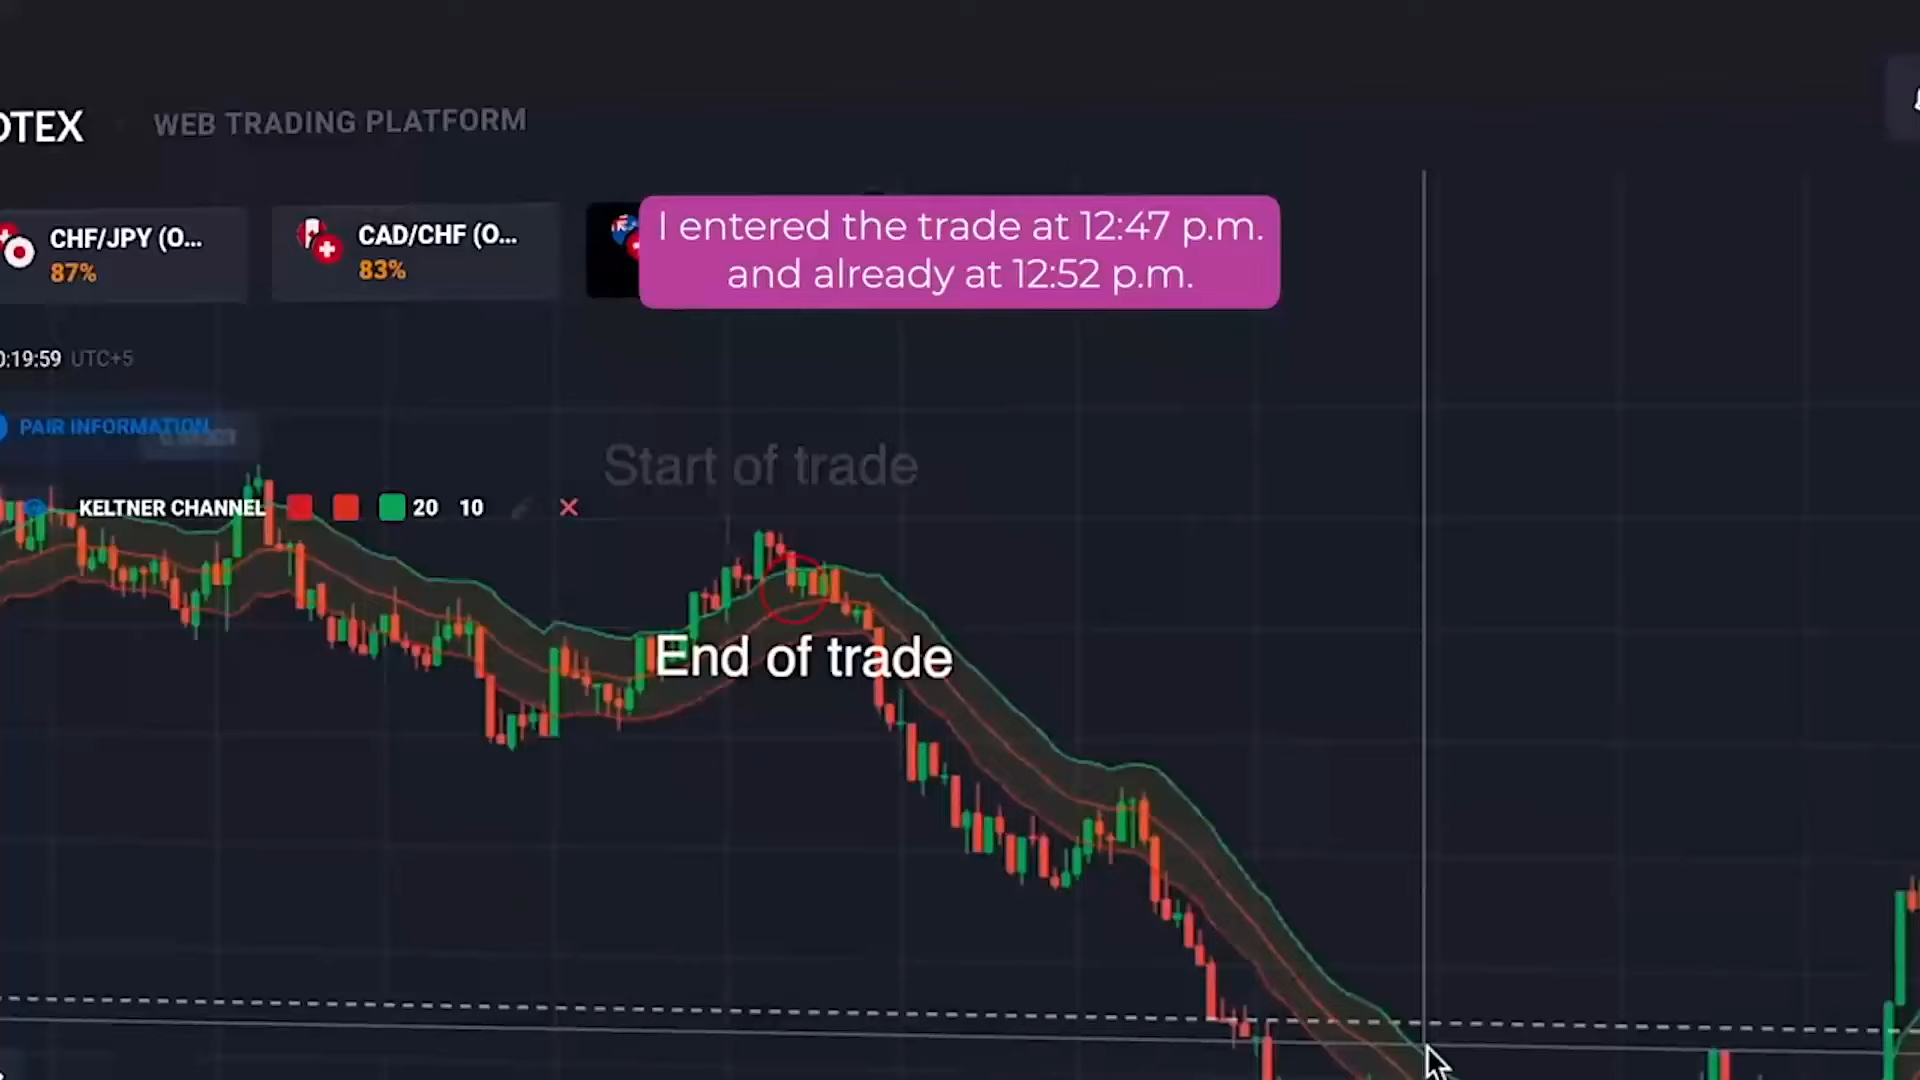 OTEX
WEB TRADING PLATFORM
CHF/JPY (O...
87%
CAD/CHF (O...
83%
I entered the trade at 12:47 p.m.
and already at 12:52 p.m.
0:19:59 UTC+5
PAIR INFORMATION
Start of trade
KELTNER CHANNEL 20 10
End of trade